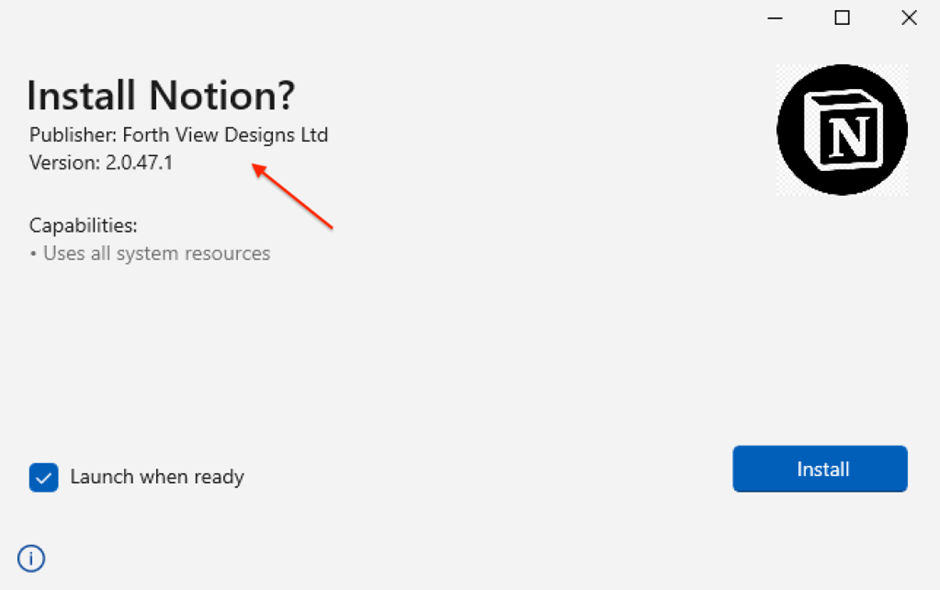 Install Notion?
Publisher: Forth View Designs Ltd
Version: 2.0.47.1
N
Capabilities:
• Uses all system resources
Launch when ready
Install
i